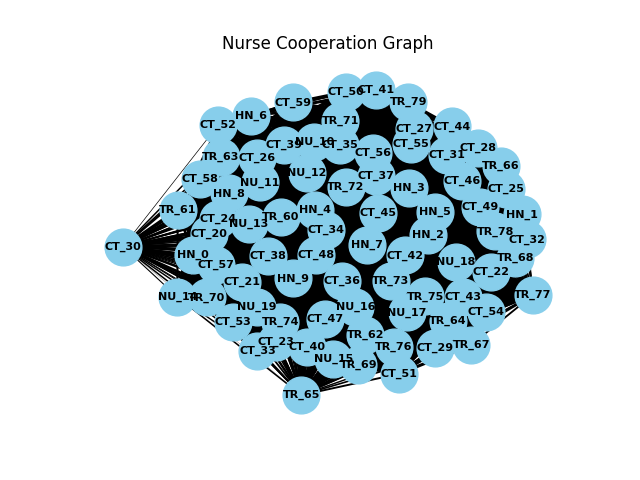 Nurse Cooperation Graph
CT_50
CT_41
CT_59
TR_79
HN_6
CT_52
TR_71
CT_44
CT_27
NU_10
CT_39
CT_35
CT_55
CT_28
CT_56
CT_31
TR_63
CT_26
TR_66
NU_12
CT_37
CT_58
NU_11
CT_46
TR_72
HN_3
CT_25
HN_8
CT_49
TR_61
HN_4
CT_45
HN_5
HN_1
CT_24
TR_60
NU_13
CT_34
TR_78
CT_20
HN_2
CT_32
CT_30
HN_7
HN_0
CT_38
CT_48
CT_42
TR_68
CT_57
NU_18
CT_22
HN_9
CT_21
CT_36
TR_73
NU_14
TR_70
TR_75
CT_43
TR_77
NU_19
NU_16
CT_54
NU_17
CT_53
TR_74
CT_47
TR_64
TR_62
CT_23
CT_33
CT_40
TR_76
CT_29
TR_67
NU_15
TR_69
CT_51
TR_65